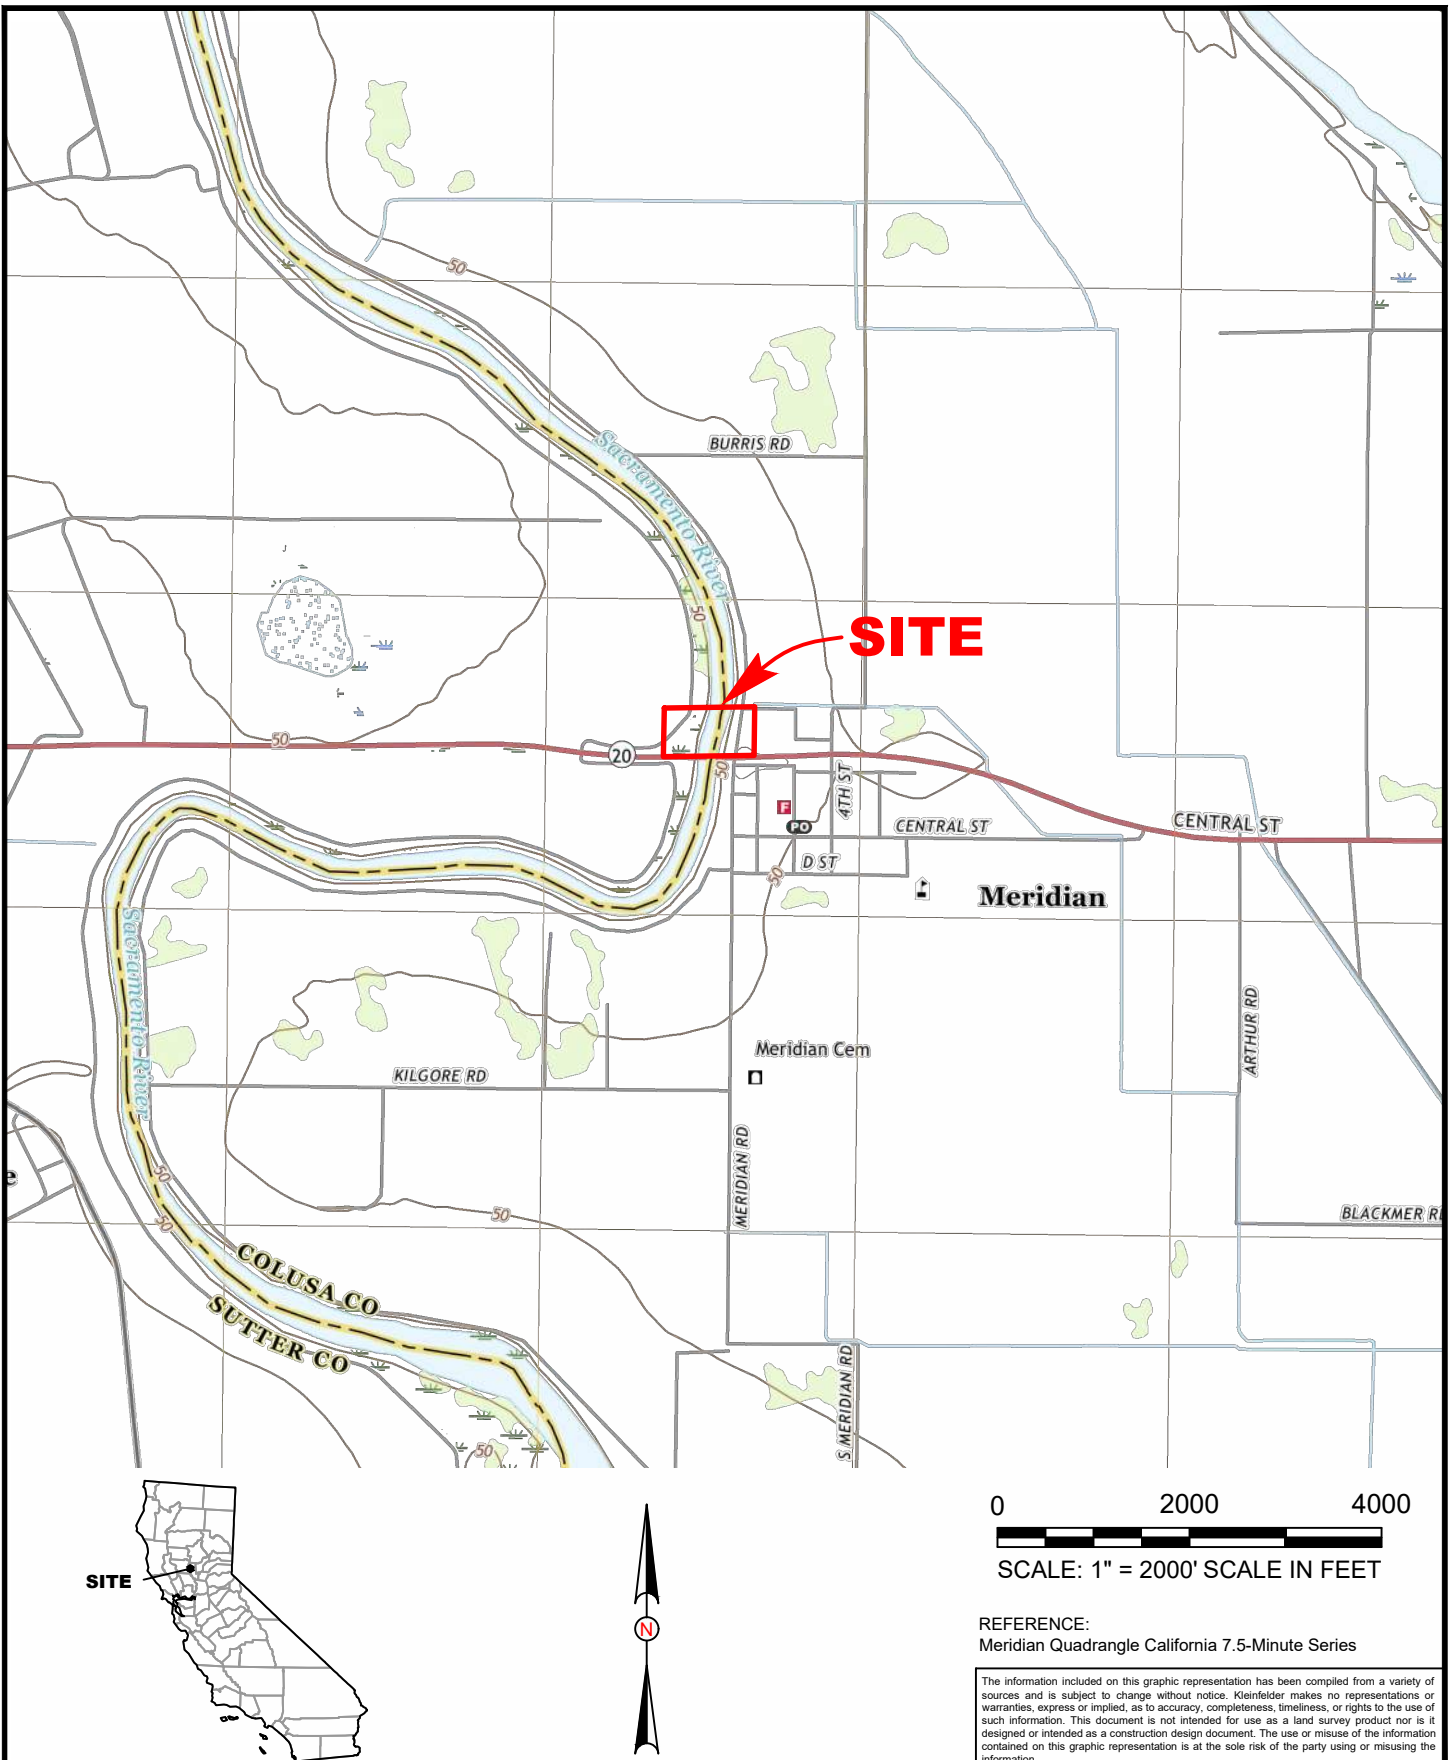 50
BURRIS RD
Sacramento River
50
SITE
50
20
50
4TH ST
F
PO
CENTRAL ST
CENTRAL ST
D ST
50
Meridian
Sacramento River
ARTHUR RD
Meridian Cem
KILGORE RD
MERIDIAN RD
e
50
50
50
BLACKMER RD
COLUSA CO
SUTTER CO
S MERIDIAN RD
50
SITE
N
0 2000 4000
SCALE: 1" = 2000' SCALE IN FEET
REFERENCE:
Meridian Quadrangle California 7.5-Minute Series
The information included on this graphic representation has been compiled from a variety of
sources and is subject to change without notice. Kleinfelder makes no representations or
warranties, express or implied, as to accuracy, completeness, timeliness, or rights to the use of
such information. This document is not intended for use as a land survey product nor is it
designed or intended as a construction design document. The use or misuse of the information
contained on this graphic representation is at the sole risk of the party using or misusing the
information.